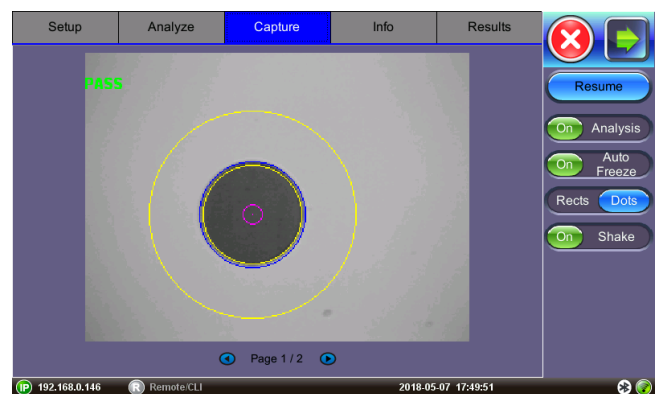 Setup Analyze Capture Info Results
PASS
Resume
On Analysis
On Auto Freeze
Rects Dots
On Shake
Page 1 / 2
IP 192.168.0.146 R Remote/CLI 2018-05-07 17:49:51